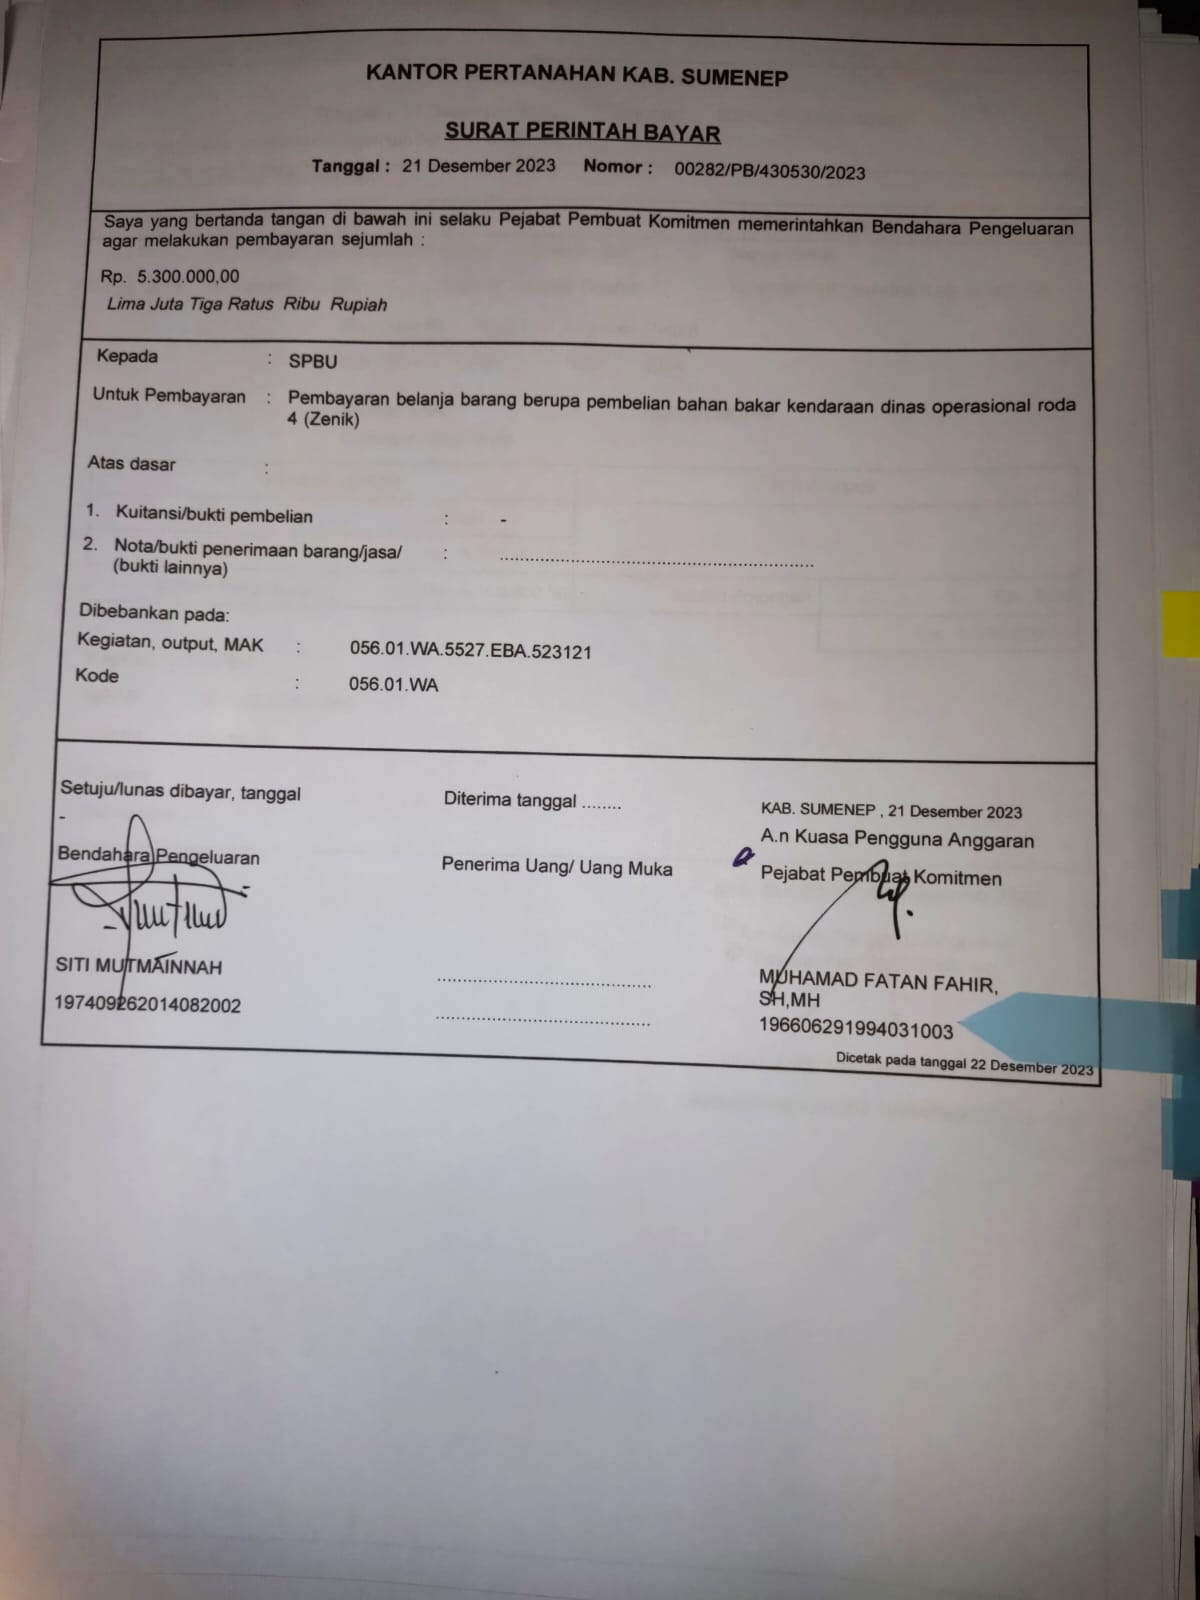 KANTOR PERTANAHAN KAB. SUMENEP
SURAT PERINTAH BAYAR
Tanggal : 21 Desember 2023 Nomor : 00282/PB/430530/2023
Saya yang bertanda tangan di bawah ini selaku Pejabat Pembuat Komitmen memerintahkan Bendahara Pengeluaran
agar melakukan pembayaran sejumlah :
Rp. 5.300.000,00
Lima Juta Tiga Ratus Ribu Rupiah
Kepada : SPBU
Untuk Pembayaran : Pembayaran belanja barang berupa pembelian bahan bakar kendaraan dinas operasional roda
4 (Zenik)
Atas dasar :
1. Kuitansi/bukti pembelian : -
2. Nota/bukti penerimaan barang/jasa/ : ..............................................................
(bukti lainnya)
Dibebankan pada:
Kegiatan, output, MAK : 056.01.WA.5527.EBA.523121
Kode : 056.01.WA
Setuju/lunas dibayar, tanggal
-
Bendahara Pengeluaran
SITI MUTMAINNAH
197409262014082002
Diterima tanggal ........
Penerima Uang/ Uang Muka
..........................................
..........................................
KAB. SUMENEP , 21 Desember 2023
A.n Kuasa Pengguna Anggaran
Pejabat Pembuat Komitmen
MUHAMAD FATAN FAHIR,
SH,MH
196606291994031003
Dicetak pada tanggal 22 Desember 2023